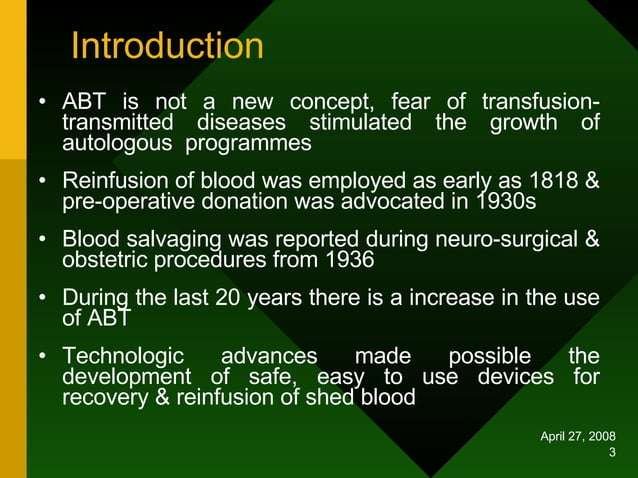 Introduction
• ABT is not a new concept, fear of transfusion-
transmitted diseases stimulated the growth of
autologous programmes
• Reinfusion of blood was employed as early as 1818 &
pre-operative donation was advocated in 1930s
• Blood salvaging was reported during neuro-surgical &
obstetric procedures from 1936
• During the last 20 years there is a increase in the use
of ABT
• Technologic advances made possible the
development of safe, easy to use devices for
recovery & reinfusion of shed blood
April 27, 2008
3